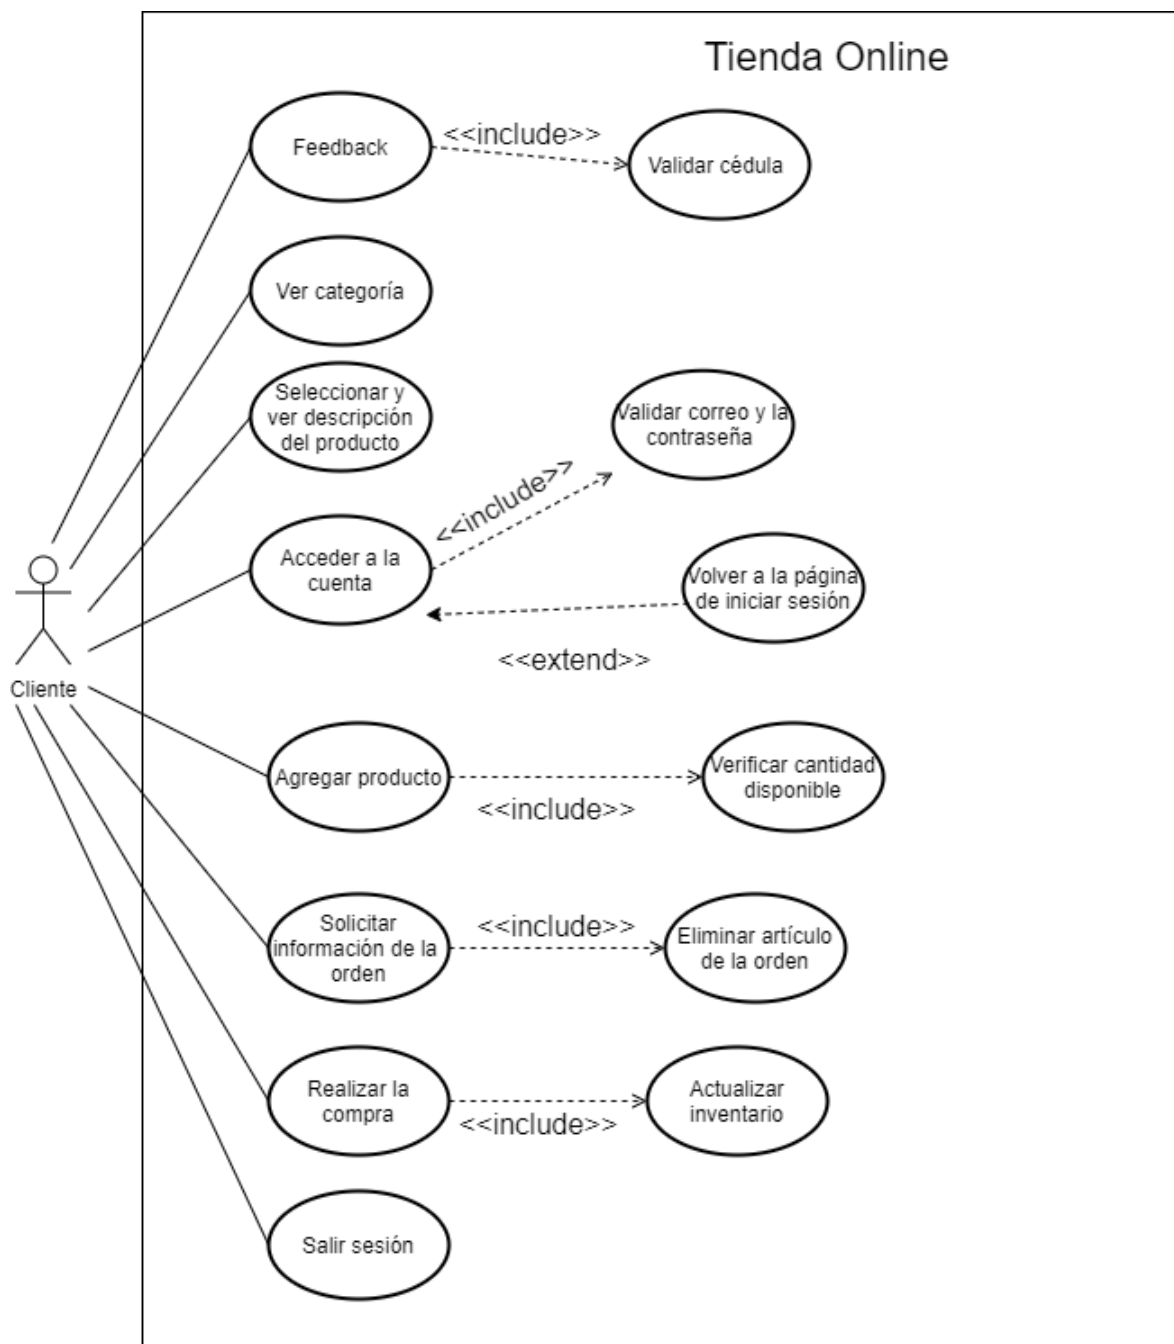 Tienda Online
Feedback
<<include>>
Validar cédula
Ver categoría
Seleccionar y
ver descripción
del producto
Validar correo y la
contraseña
<<include>>
Acceder a la
cuenta
Volver a la página
de iniciar sesión
<<extend>>
Cliente
Agregar producto
<<include>>
Verificar cantidad
disponible
Solicitar
información de la
orden
<<include>>
Eliminar artículo
de la orden
Realizar la
compra
<<include>>
Actualizar
inventario
Salir sesión